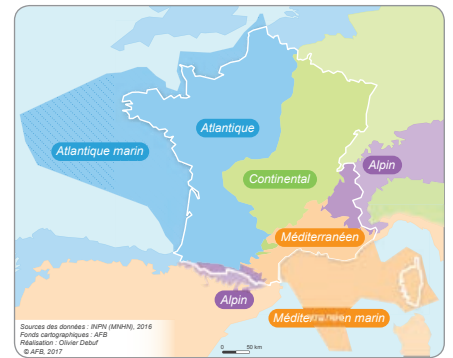 Atlantique
Atlantique marin
Alpin
Continental
Méditerranéen
Alpin
Méditerranéen marin
Sources des données : INPN (MNHN), 2016
Fonds cartographiques : AFB
Réalisation : Olivier Debuf
© AFB, 2017
0 50 km